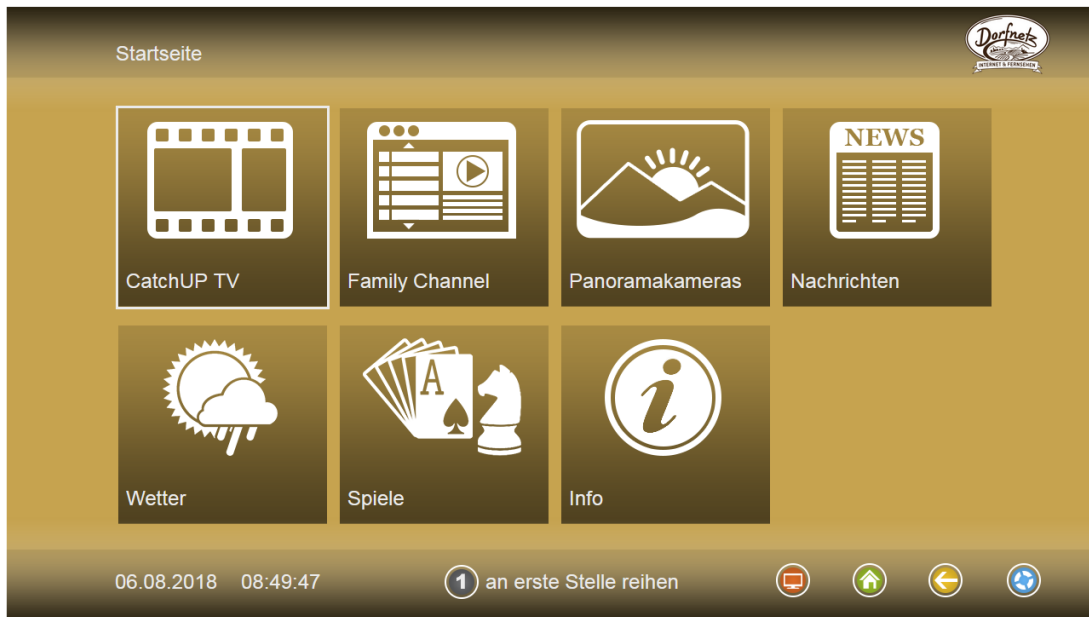 Startseite
Dorfnetz
INTERNET & FERNSEHEN
NEWS
CatchUP TV
Family Channel
Panoramakameras
Nachrichten
A
Wetter
Spiele
Info
06.08.2018 08:49:47
1 an erste Stelle reihen